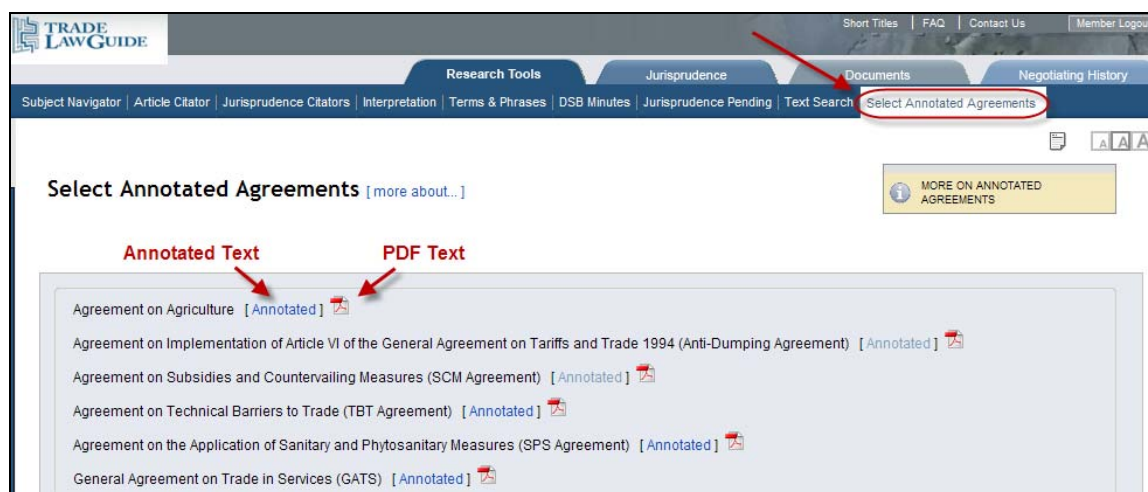 TRADE
LAWGUIDE
Short Titles | FAQ | Contact Us
Member Logou
Research Tools
Jurisprudence
Documents
Negotiating History
Subject Navigator | Article Citator | Jurisprudence Citators | Interpretation | Terms & Phrases | DSB Minutes | Jurisprudence Pending | Text Search | Select Annotated Agreements
A A A
Select Annotated Agreements [ more about... ]
MORE ON ANNOTATED
AGREEMENTS
Annotated Text
PDF Text
Agreement on Agriculture [ Annotated ]
Agreement on Implementation of Article VI of the General Agreement on Tariffs and Trade 1994 (Anti-Dumping Agreement) [ Annotated ]
Agreement on Subsidies and Countervailing Measures (SCM Agreement) [ Annotated ]
Agreement on Technical Barriers to Trade (TBT Agreement) [ Annotated ]
Agreement on the Application of Sanitary and Phytosanitary Measures (SPS Agreement) [ Annotated ]
General Agreement on Trade in Services (GATS) [ Annotated ]